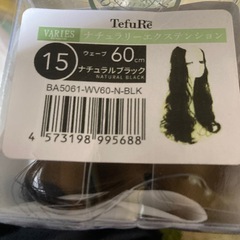 TefuRe
VARIES
ナチュラリーエクステンション
15
ウェーブ 60cm
ナチュラルブラック
NATURAL BLACK
BA5061-WV60-N-BLK
4 573198 995688